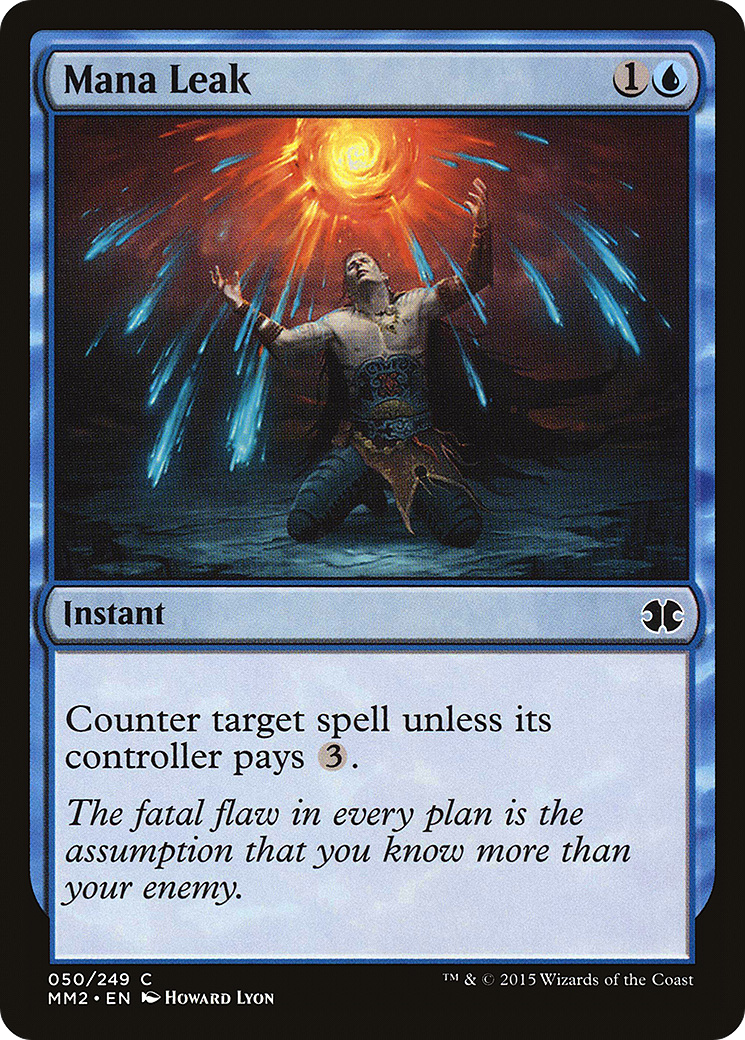 Mana Leak 1
Instant
Counter target spell unless its
controller pays 3.
The fatal flaw in every plan is the
assumption that you know more than
your enemy.
050/249 C
MM2 • EN Howard Lyon
™ & © 2015 Wizards of the Coast